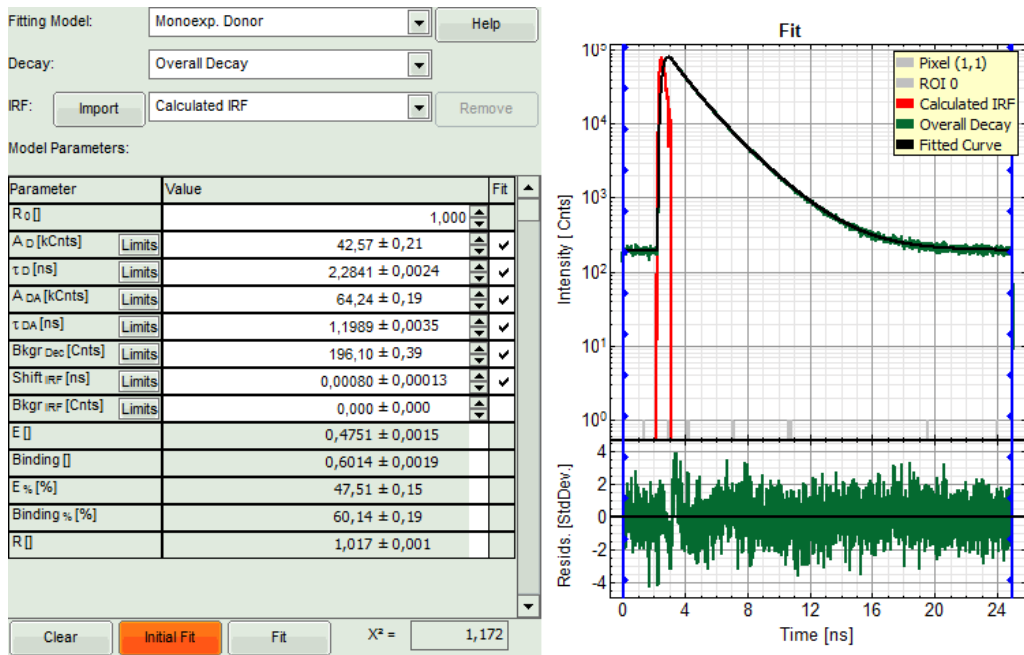 Fitting Model: Monoexp. Donor Help
Decay: Overall Decay
IRF: Import Calculated IRF Remove
Model Parameters:
Parameter Value Fit
R0[] 1,000
A D [kCnts] Limits 42,57 ± 0,21 ✓
τ D [ns] Limits 2,2841 ± 0,0024 ✓
A DA [kCnts] Limits 64,24 ± 0,19 ✓
τ DA [ns] Limits 1,1989 ± 0,0035 ✓
Bkgr Dec [Cnts] Limits 196,10 ± 0,39 ✓
Shift IRF [ns] Limits 0,00080 ± 0,00013 ✓
Bkgr IRF [Cnts] Limits 0,000 ± 0,000
E [] 0,4751 ± 0,0015
Binding [] 0,6014 ± 0,0019
E % [%] 47,51 ± 0,15
Binding % [%] 60,14 ± 0,19
R [] 1,017 ± 0,001
Clear Initial Fit Fit X² = 1,172
Fit
Pixel (1,1)
ROI 0
Calculated IRF
Overall Decay
Fitted Curve
Intensity [Cnts]
10⁵
10⁴
10³
10²
10¹
10⁰
Resids. [StdDev.]
4
2
0
-2
-4
0 4 8 12 16 20 24
Time [ns]